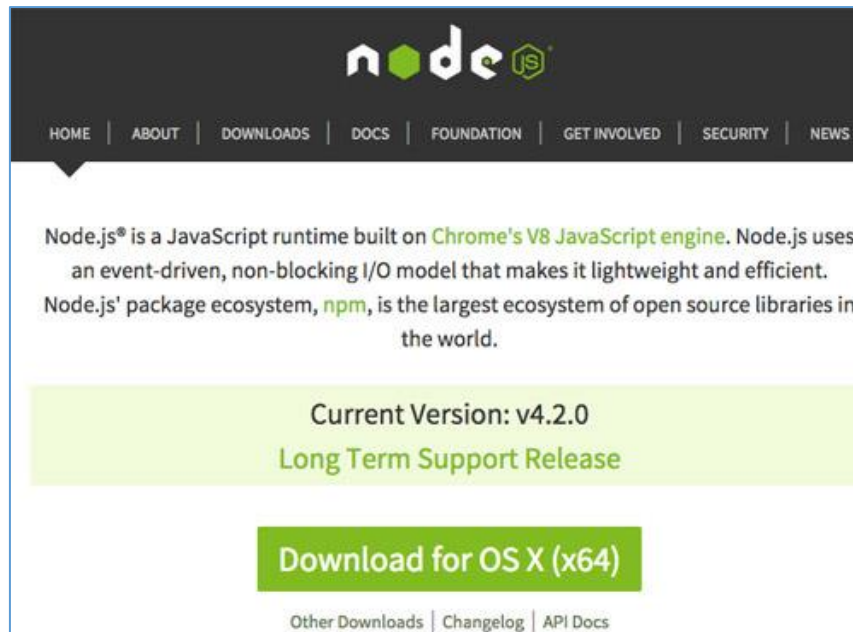 node JS®
HOME | ABOUT | DOWNLOADS | DOCS | FOUNDATION | GET INVOLVED | SECURITY | NEWS
Node.js® is a JavaScript runtime built on Chrome's V8 JavaScript engine. Node.js uses
an event-driven, non-blocking I/O model that makes it lightweight and efficient.
Node.js' package ecosystem, npm, is the largest ecosystem of open source libraries in
the world.
Current Version: v4.2.0
Long Term Support Release
Download for OS X (x64)
Other Downloads | Changelog | API Docs